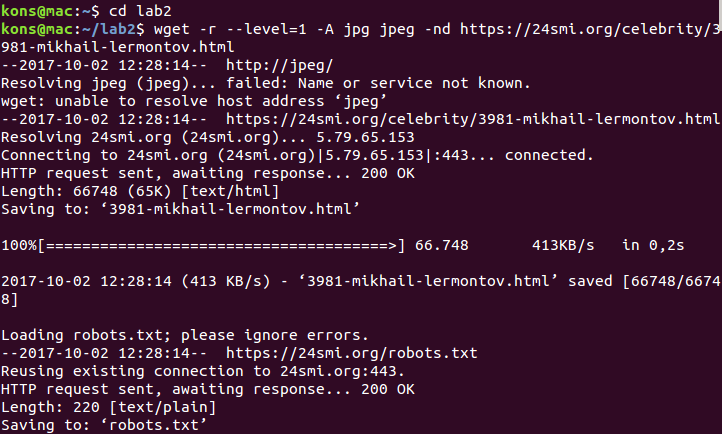 kons@mac:~$ cd lab2
kons@mac:~/lab2$ wget -r --level=1 -A jpg jpeg -nd https://24smi.org/celebrity/3
981-mikhail-lermontov.html
--2017-10-02 12:28:14--  http://jpeg/
Resolving jpeg (jpeg)... failed: Name or service not known.
wget: unable to resolve host address ‘jpeg’
--2017-10-02 12:28:14--  https://24smi.org/celebrity/3981-mikhail-lermontov.html
Resolving 24smi.org (24smi.org)... 5.79.65.153
Connecting to 24smi.org (24smi.org)|5.79.65.153|:443... connected.
HTTP request sent, awaiting response... 200 OK
Length: 66748 (65K) [text/html]
Saving to: ‘3981-mikhail-lermontov.html’
100%[======================================>] 66.748       413KB/s   in 0,2s
2017-10-02 12:28:14 (413 KB/s) - ‘3981-mikhail-lermontov.html’ saved [66748/6674
8]
Loading robots.txt; please ignore errors.
--2017-10-02 12:28:14--  https://24smi.org/robots.txt
Reusing existing connection to 24smi.org:443.
HTTP request sent, awaiting response... 200 OK
Length: 220 [text/plain]
Saving to: ‘robots.txt’